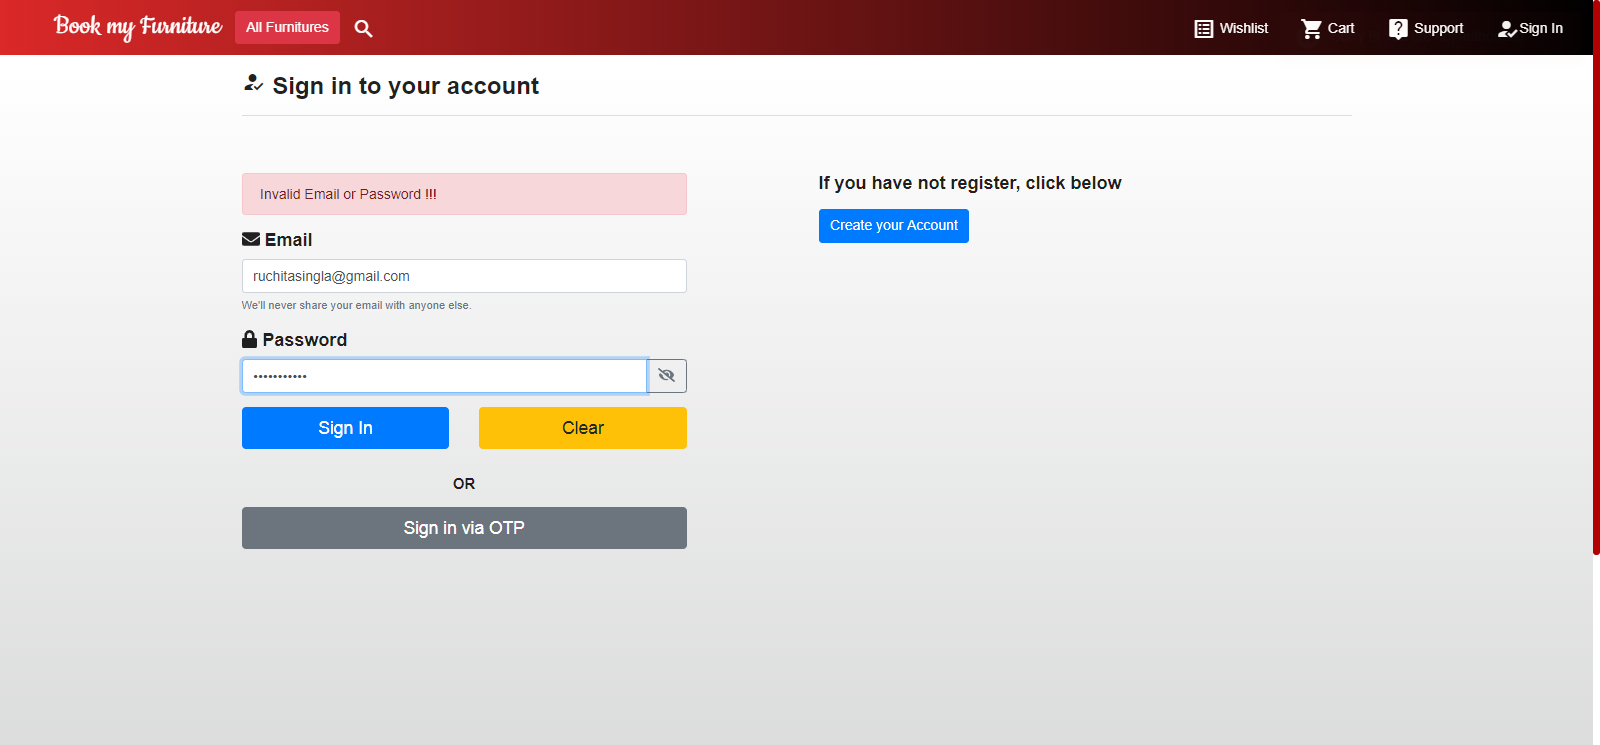 Book my Furniture All Furnitures Wishlist Cart Support Sign In
Sign in to your account
Invalid Email or Password !!!
If you have not register, click below
Create your Account
Email
ruchitasingla@gmail.com
We'll never share your email with anyone else.
Password
•••••••••••
Sign In Clear
OR
Sign in via OTP